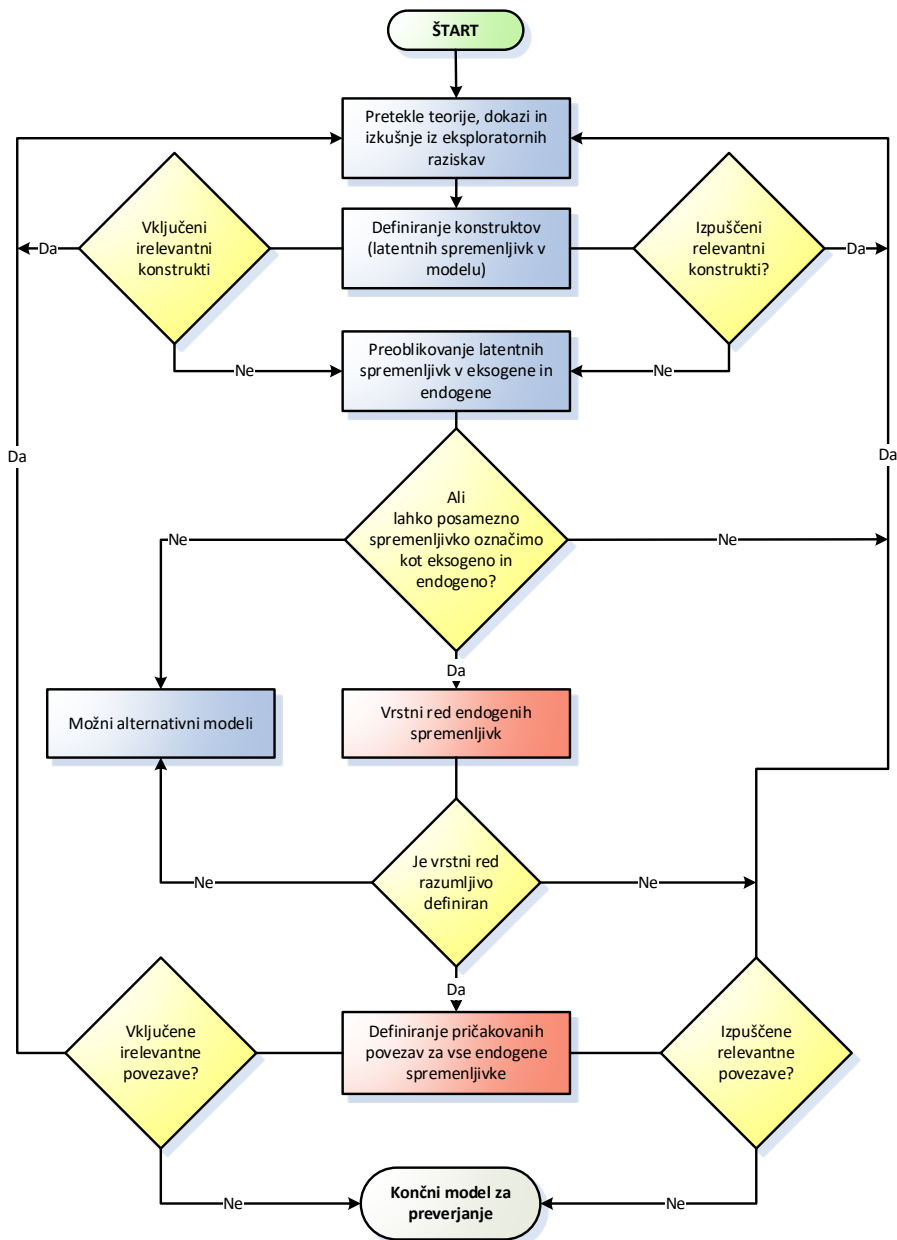 ŠTART
Pretekle teorije, dokazi in
izkušnje iz eksploratornih
raziskav
Vključeni
irelevantni
konstrukti
Definiranje konstruktov
(latentnih spremenljivk v
modelu)
Izpuščeni
relevantni
konstrukti?
Da
Da
Preoblikovanje latentnih
spremenljivk v eksogene in
endogene
Ne
Ne
Da
Da
Ali
lahko posamezno
spremenljivko označimo
kot eksogeno in
endogeno?
Ne
Ne
Da
Možni alternativni modeli
Vrstni red endogenih
spremenljivk
Je vrstni red
razumljivo
definiran
Ne
Ne
Da
Vključene
irelevantne
povezave?
Definiranje pričakovanih
povezav za vse endogene
spremenljivke
Izpuščene
relevantne
povezave?
Ne
Ne
Končni model za
preverjanje